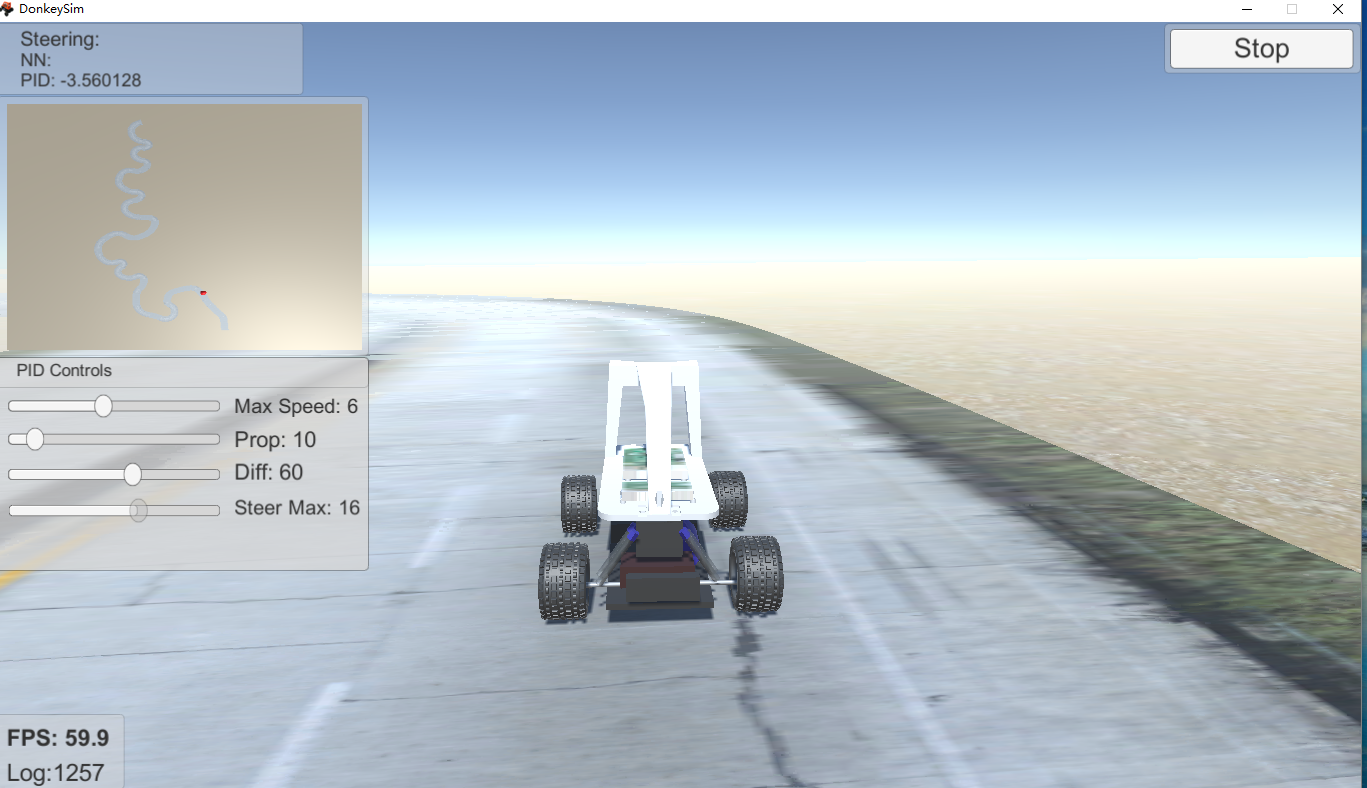 DonkeySim
Steering:
NN:
PID: -3.560128
Stop
PID Controls
Max Speed: 6
Prop: 10
Diff: 60
Steer Max: 16
FPS: 59.9
Log:1257